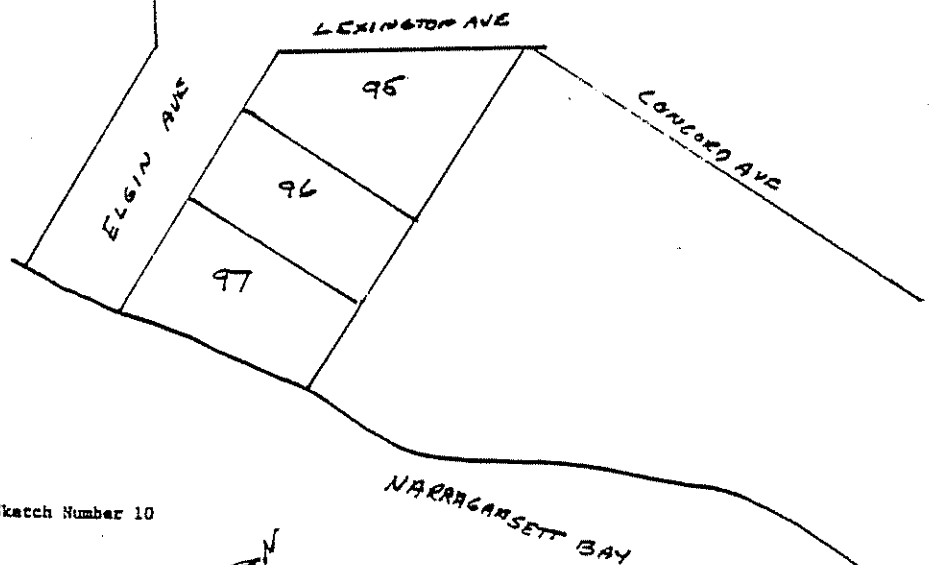 LEXINGTON AVE
95
CONCORD AVE
ELGIN AVE
96
97
NARRAGANSETT BAY
Sketch Number 10
N